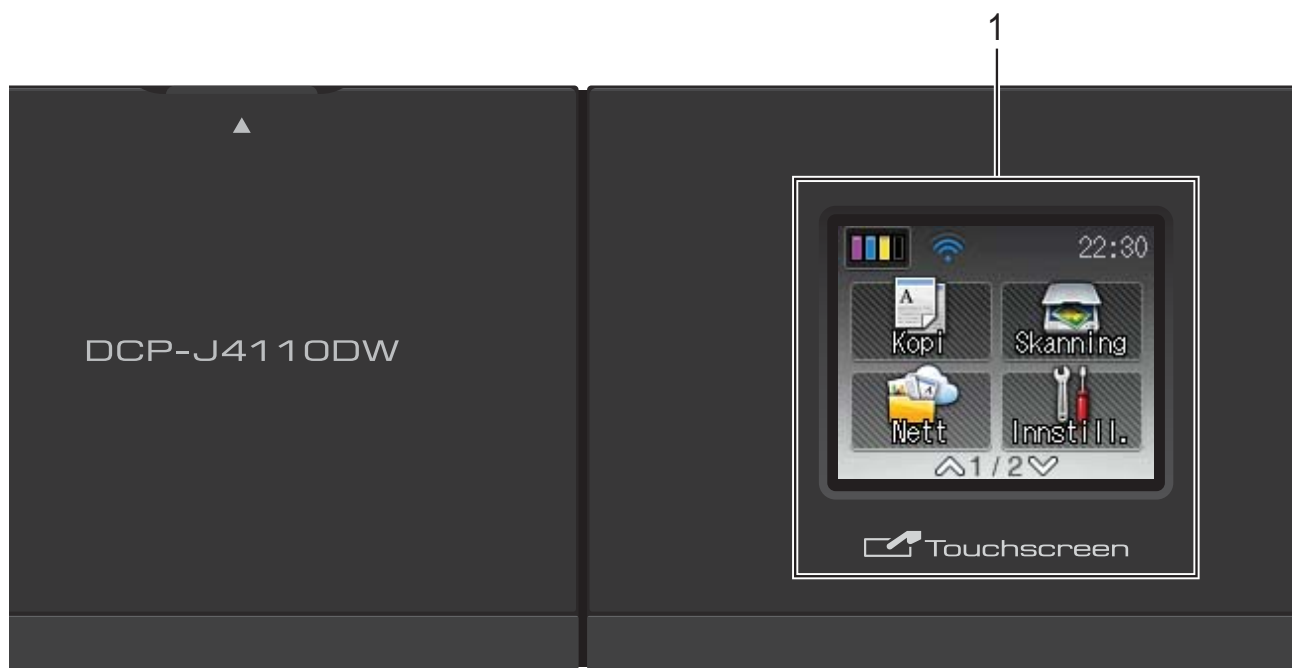 1
DCP-J4110DW
22:30
A
Kopi
Skanning
A
Nett
Innstill.
1/2
Touchscreen